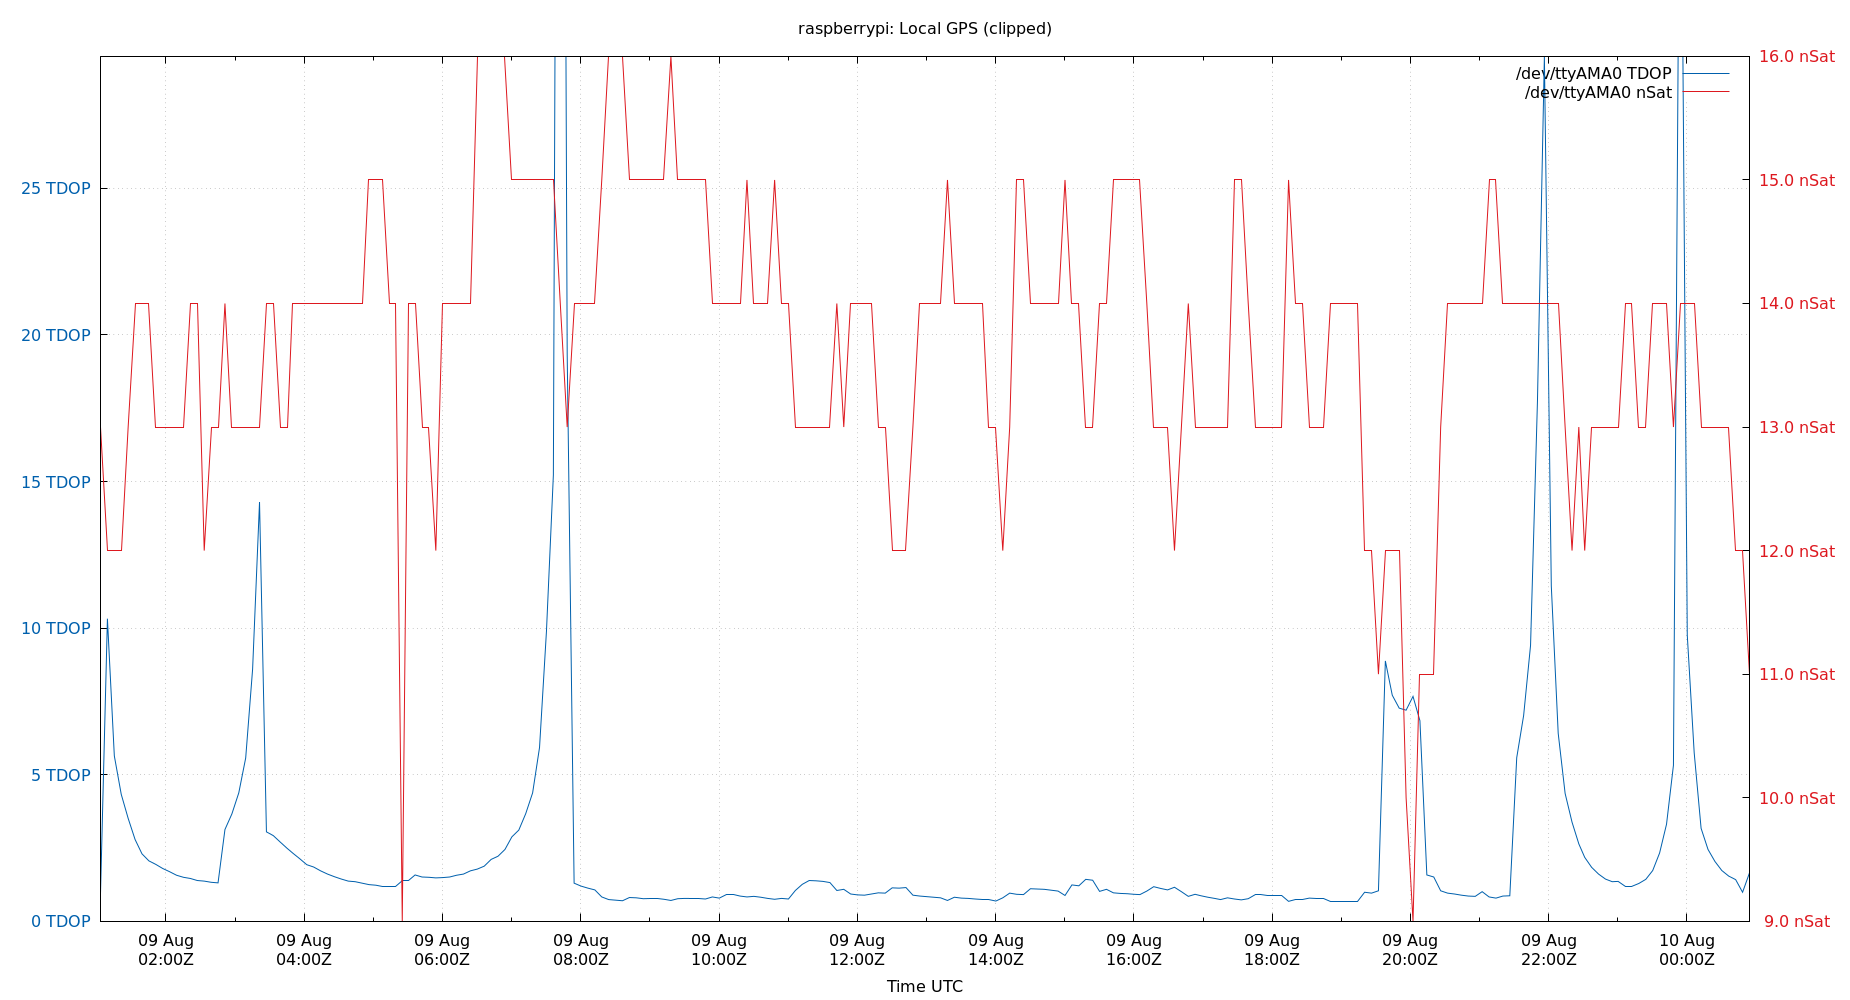 raspberrypi: Local GPS (clipped)
16.0 nSat
/dev/ttyAMA0 TDOP
/dev/ttyAMA0 nSat
25 TDOP
15.0 nSat
14.0 nSat
20 TDOP
13.0 nSat
15 TDOP
12.0 nSat
10 TDOP
11.0 nSat
5 TDOP
10.0 nSat
0 TDOP
9.0 nSat
09 Aug 09 Aug 09 Aug 09 Aug 09 Aug 09 Aug 09 Aug 09 Aug 09 Aug 09 Aug 09 Aug 10 Aug
02:00Z 04:00Z 06:00Z 08:00Z 10:00Z 12:00Z 14:00Z 16:00Z 18:00Z 20:00Z 22:00Z 00:00Z
Time UTC